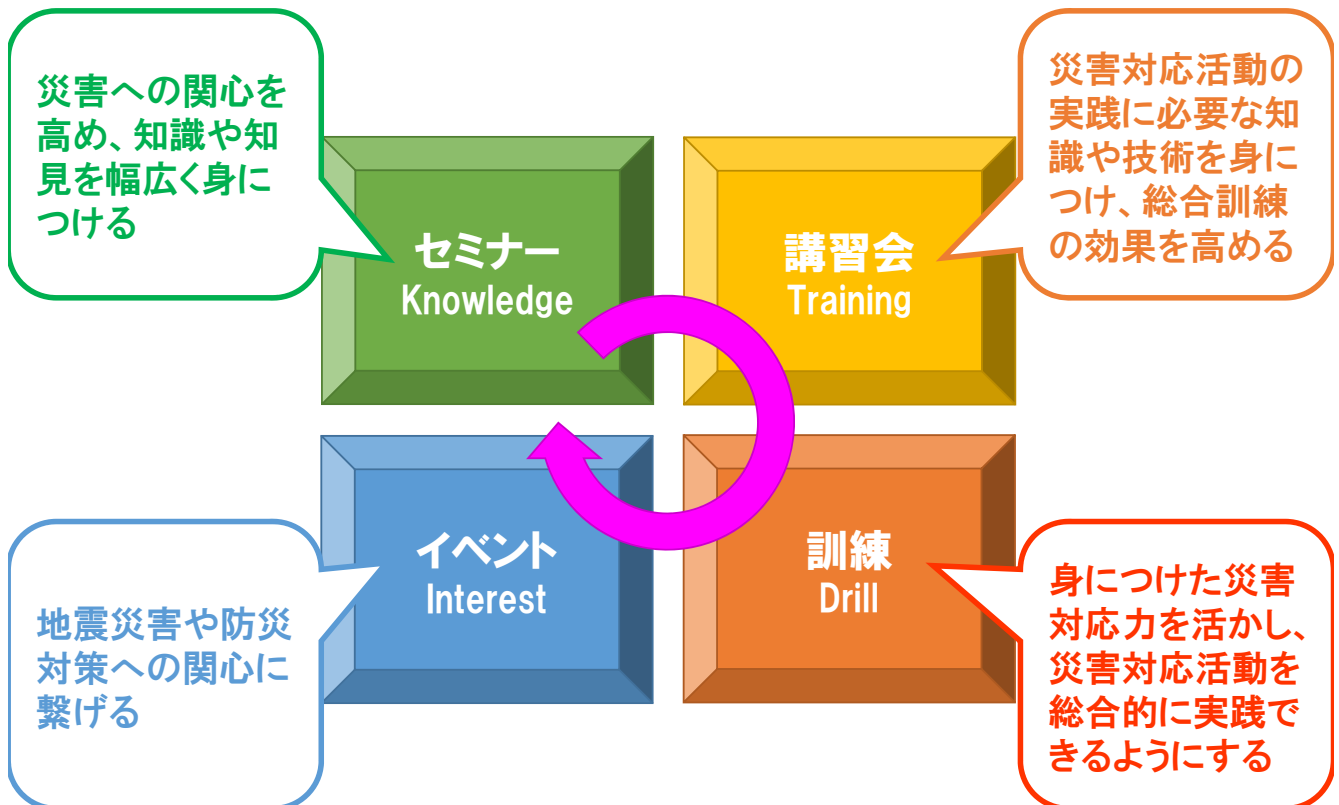 災害への関心を
高め、知識や知
見を幅広く身に
つける
セミナー
Knowledge
講習会
Training
災害対応活動の
実践に必要な知
識や技術を身に
つけ、総合訓練
の効果を高める
地震災害や防災
対策への関心に
繋げる
イベント
Interest
訓練
Drill
身につけた災害
対応力を活かし、
災害対応活動を
総合的に実践で
きるようにする